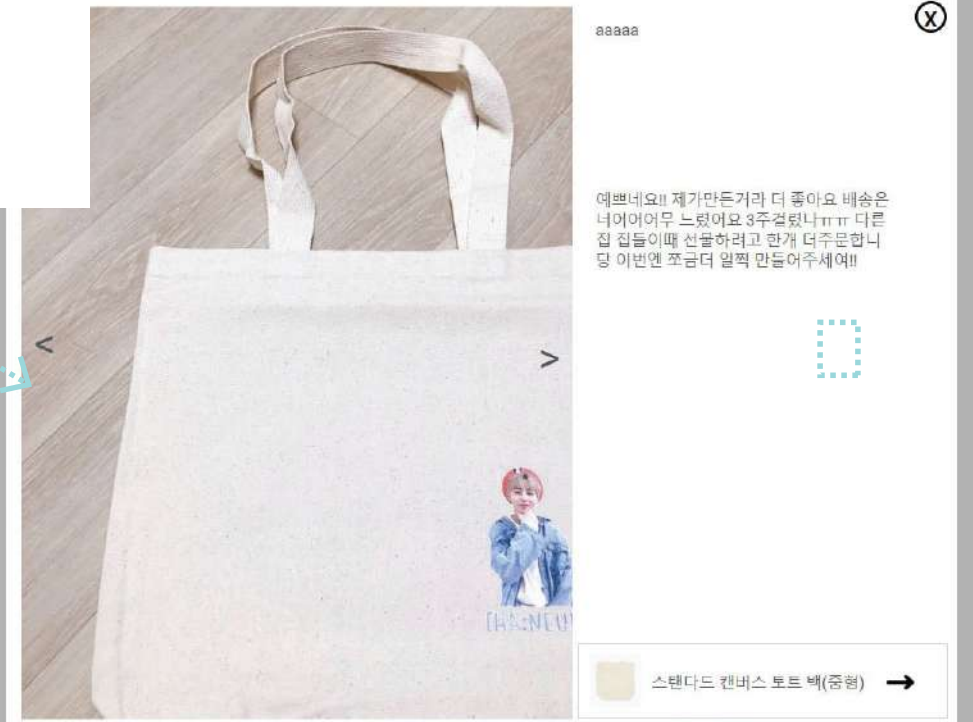 aaaaa
X
예쁘네요!! 제가만든거라 더 좋아요 배송은
너어어어무 느렸어요 3주걸렸나ㅠㅠ 다른
집 집들이때 선물하려고 한개 더주문합니
당 이번엔 쪼금더 일찍 만들어주세여!!
<
>
[HA:NEU
스탠다드 캔버스 토트 백(중형) →